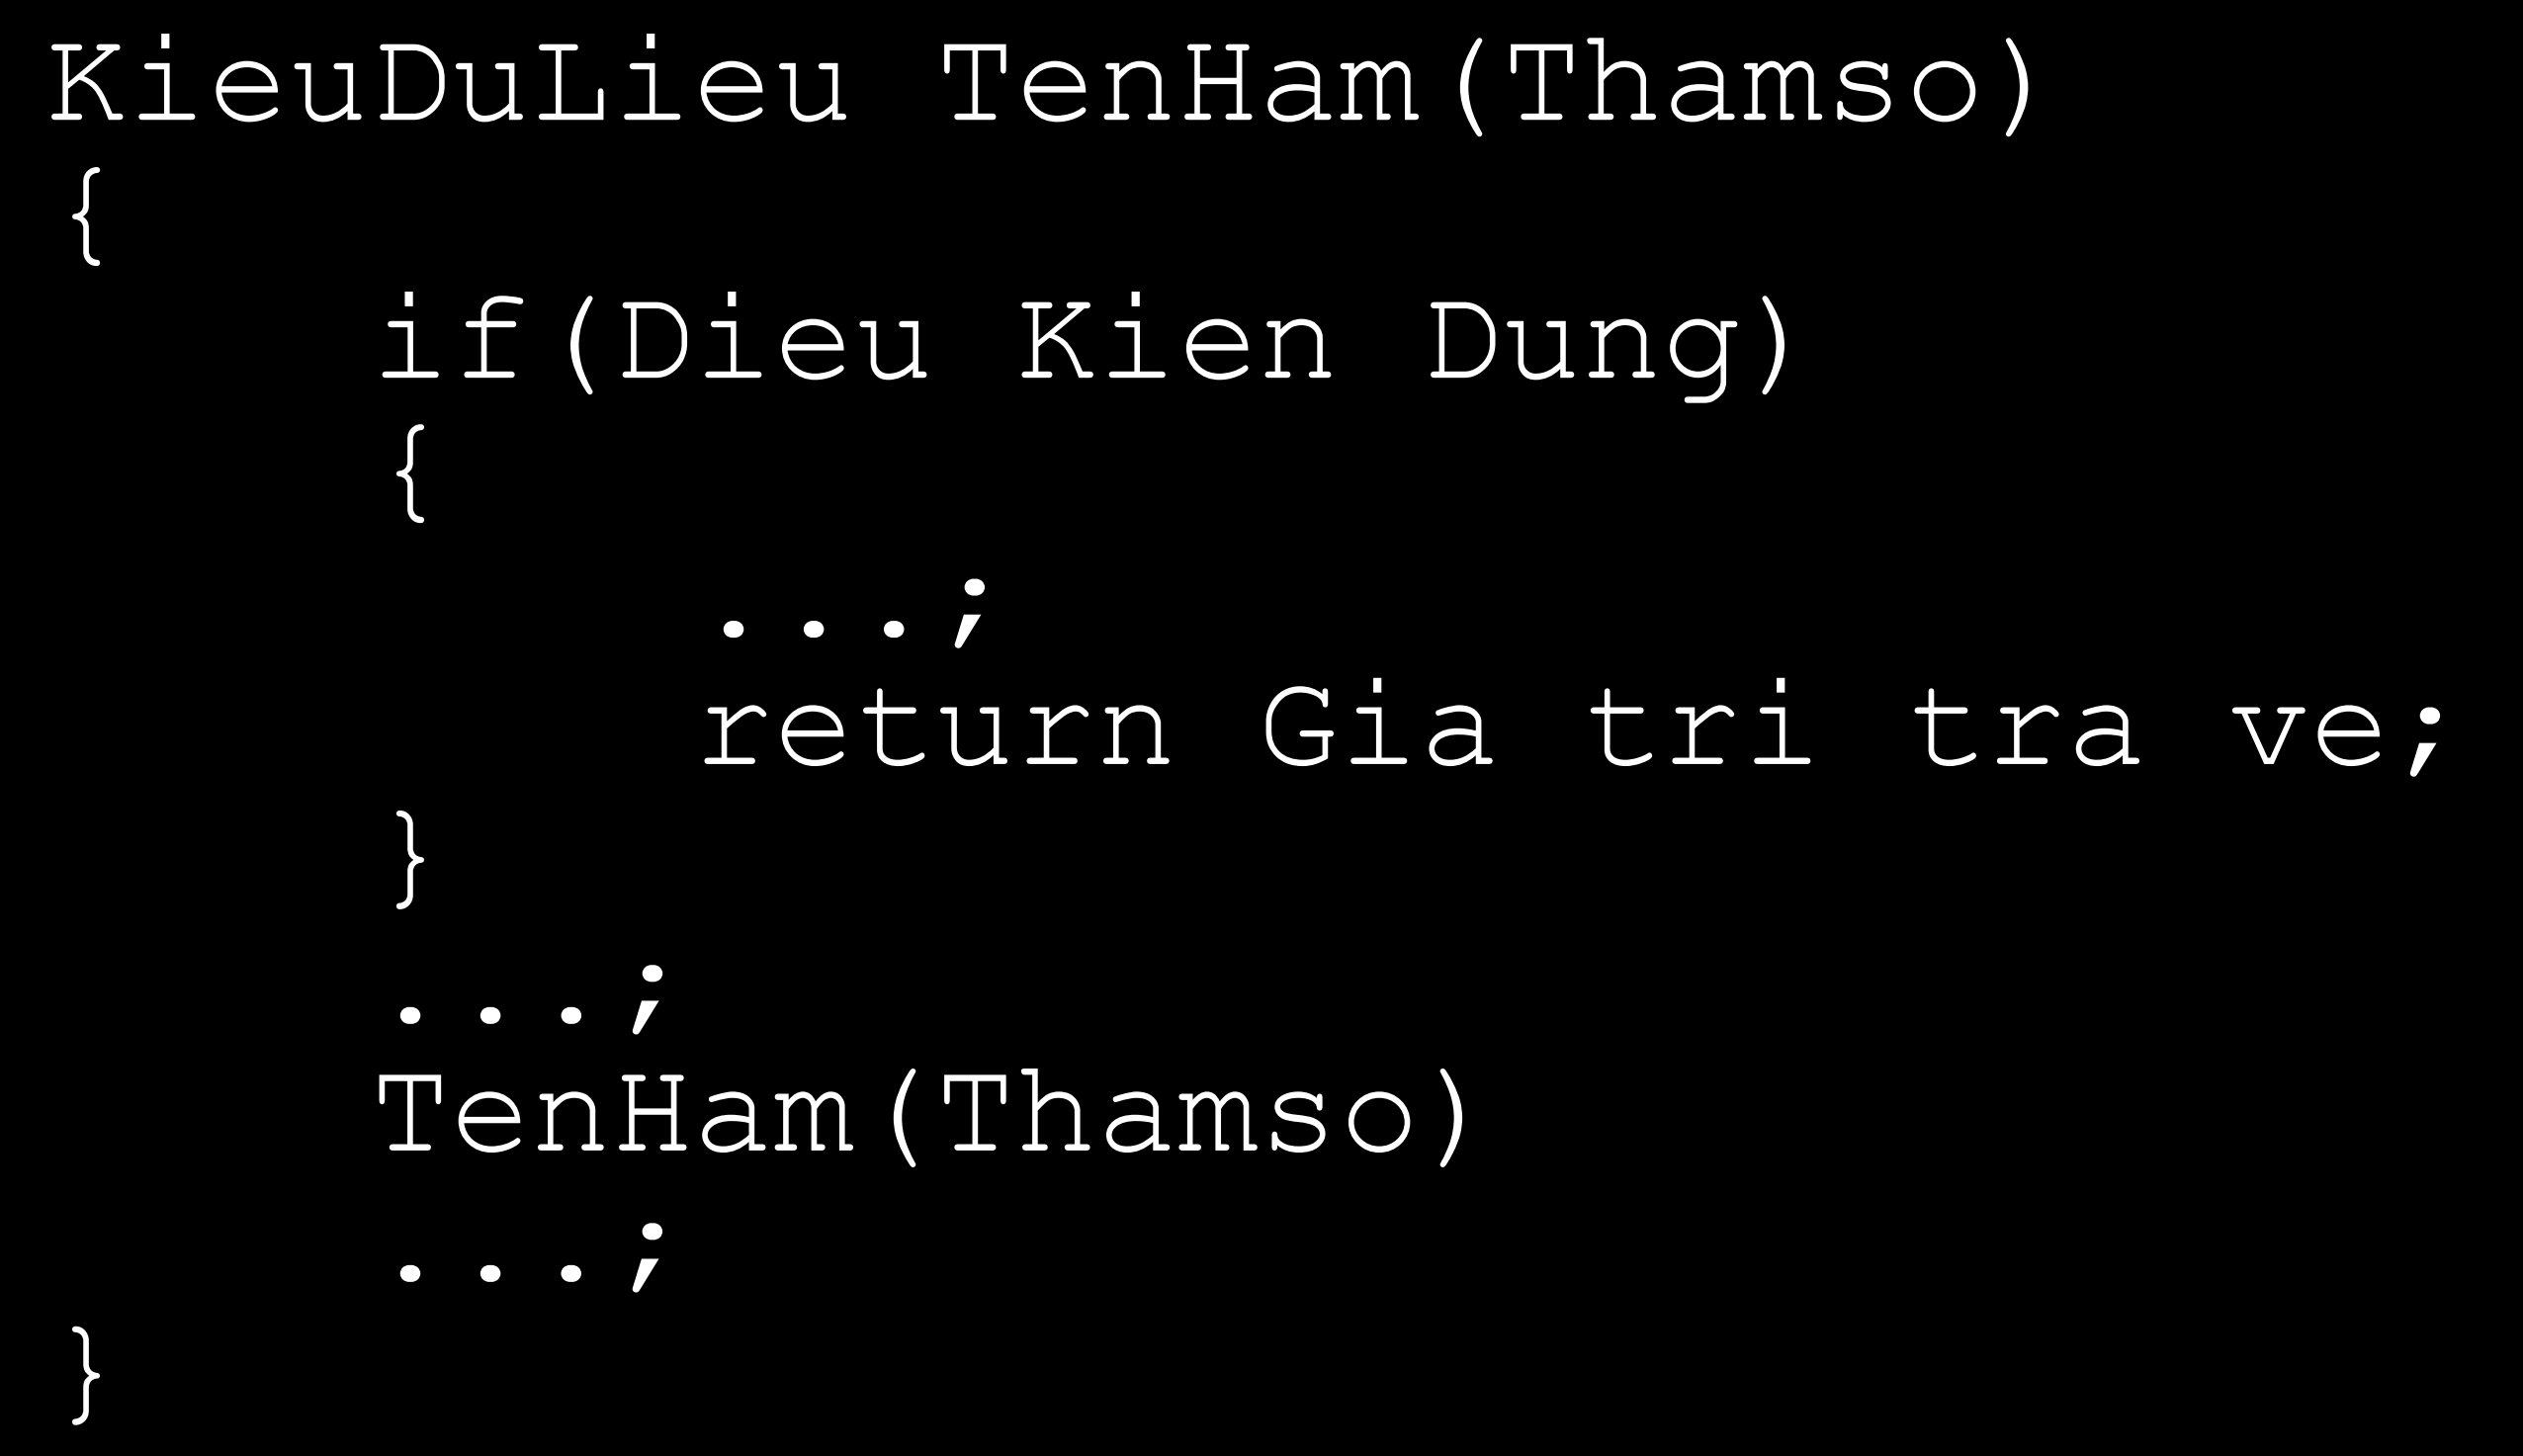 KieuDuLieu TenHam(Thamso)
{
    if(Dieu Kien Dung)
    {
        ...;
        return Gia tri tra ve;
    }
    ...;
    TenHam(Thamso)
    ...;
}